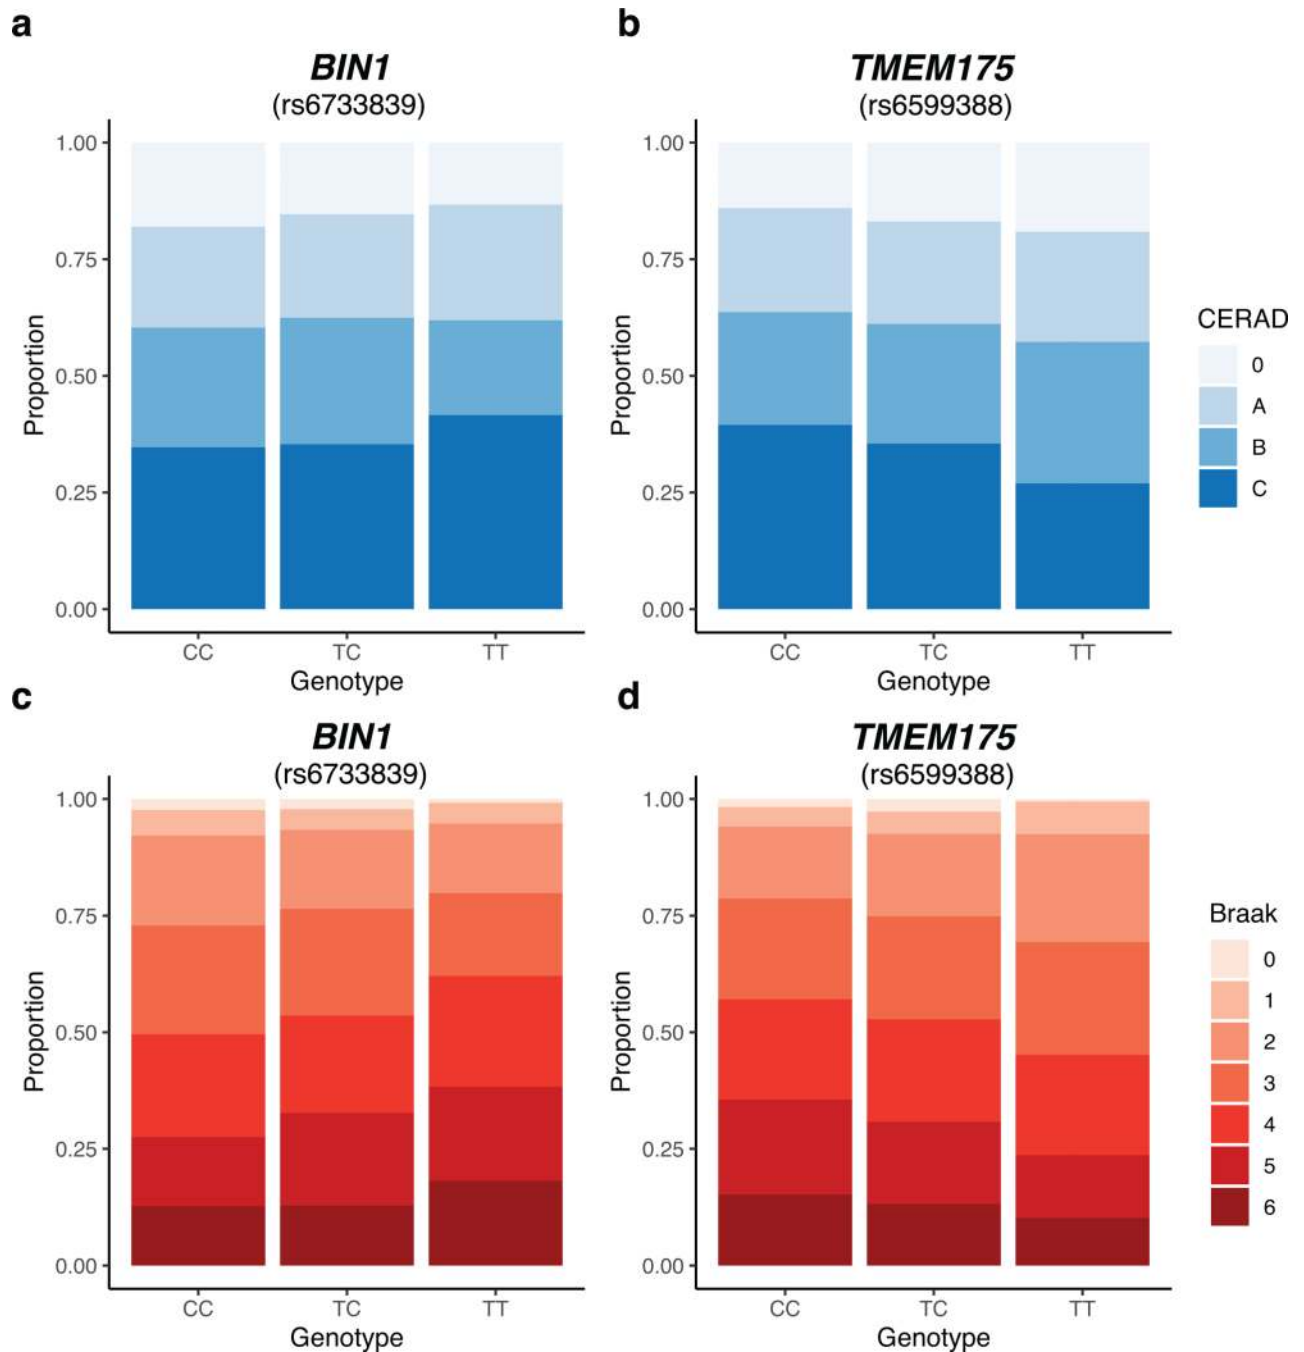 a
BIN1
(rs6733839)
1.00
0.75
0.50
0.25
0.00
Proportion
CC TC TT
Genotype
b
TMEM175
(rs6599388)
1.00
0.75
0.50
0.25
0.00
Proportion
CC TC TT
Genotype
CERAD
0
A
B
C
c
BIN1
(rs6733839)
1.00
0.75
0.50
0.25
0.00
Proportion
CC TC TT
Genotype
d
TMEM175
(rs6599388)
1.00
0.75
0.50
0.25
0.00
Proportion
CC TC TT
Genotype
Braak
0
1
2
3
4
5
6